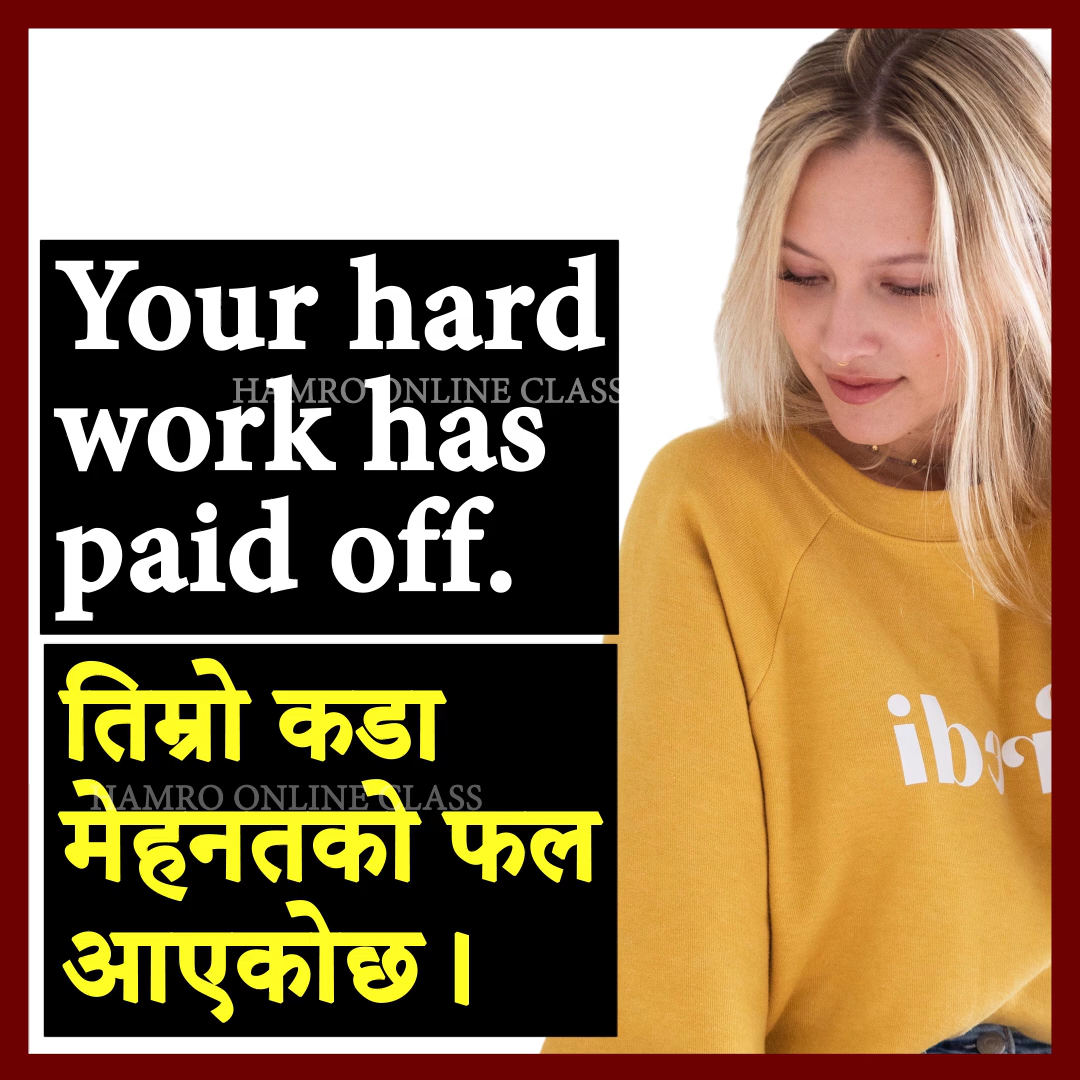 Your hard
HAMRO ONLINE CLASS
work has
paid off.
तिम्रो कडा
HAMRO ONLINE CLASS
मेहनतको फल
आएकोछ।